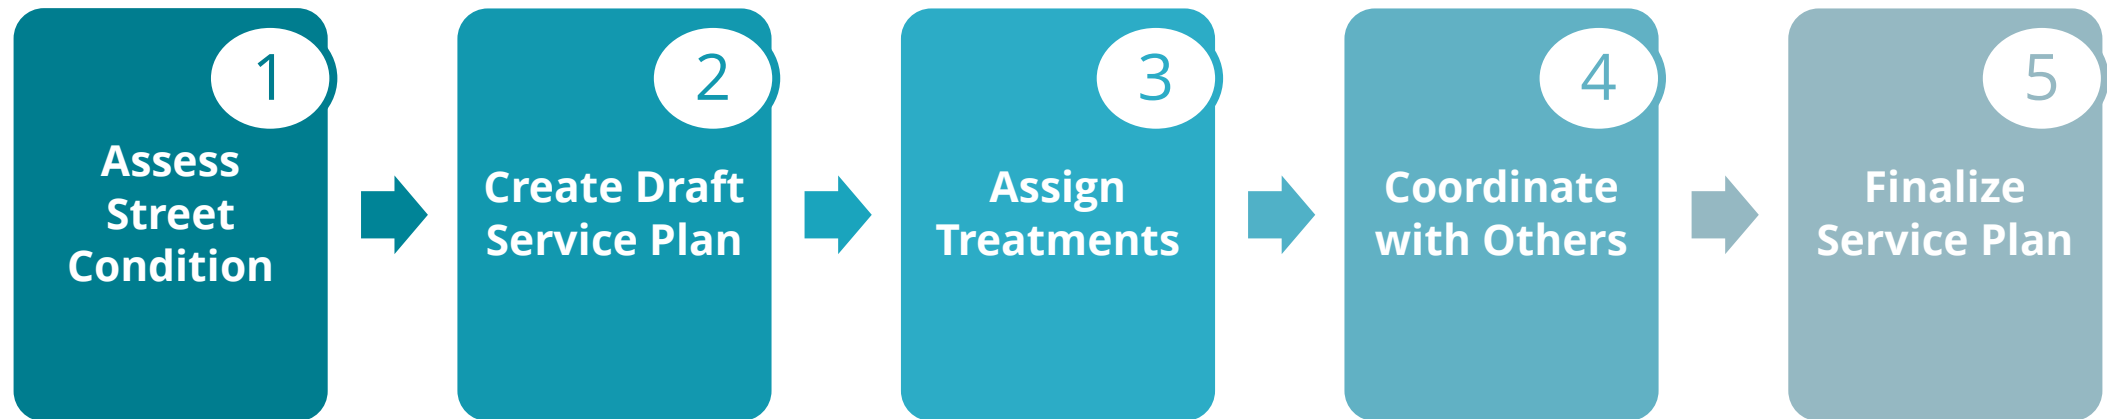 1
Assess
Street
Condition
2
Create Draft
Service Plan
3
Assign
Treatments
4
Coordinate
with Others
5
Finalize
Service Plan